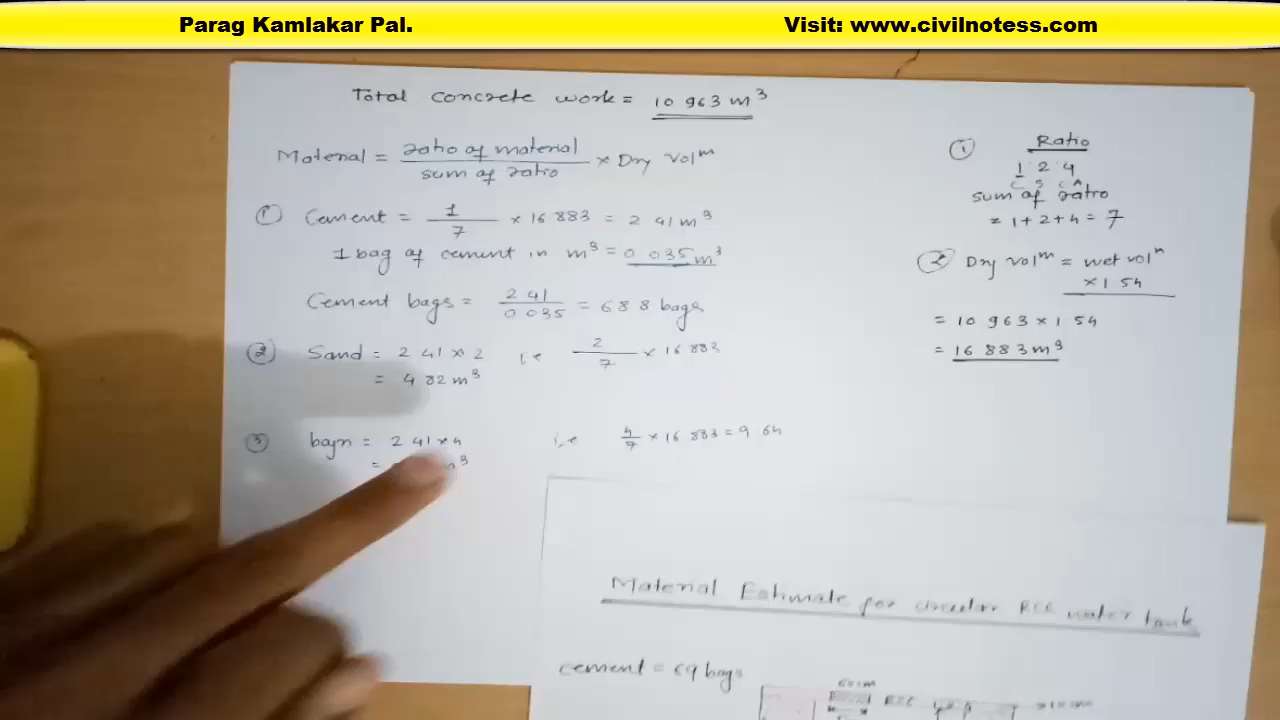 Parag Kamlakar Pal.
Visit: www.civilnotess.com
Total concrete work = 10 963 m³
Material = ratio of material / sum of ratio × Dry volᵐ
① Cement = 1/7 × 16 883 = 2 41 m³
1 bag of cement in m³ = 0 035 m³
Cement bags = 2 41 / 0 035 = 68 8 bags
② Sand = 2 41 × 2 i.e 2/7 × 16 883
= 4 82 m³
③ = 2 41 × 4 i.e 4/7 × 16 883 = 9 64
= m³
① Ratio
1 : 2 : 4
C S A
sum of ratio
= 1 + 2 + 4 = 7
② Dry volᵐ = wet volᵐ
× 1 54
= 10 963 × 1 54
= 16 883 m³
Material Estimate for circular RCC water tank
cement = 69 bags
60cm
RCC